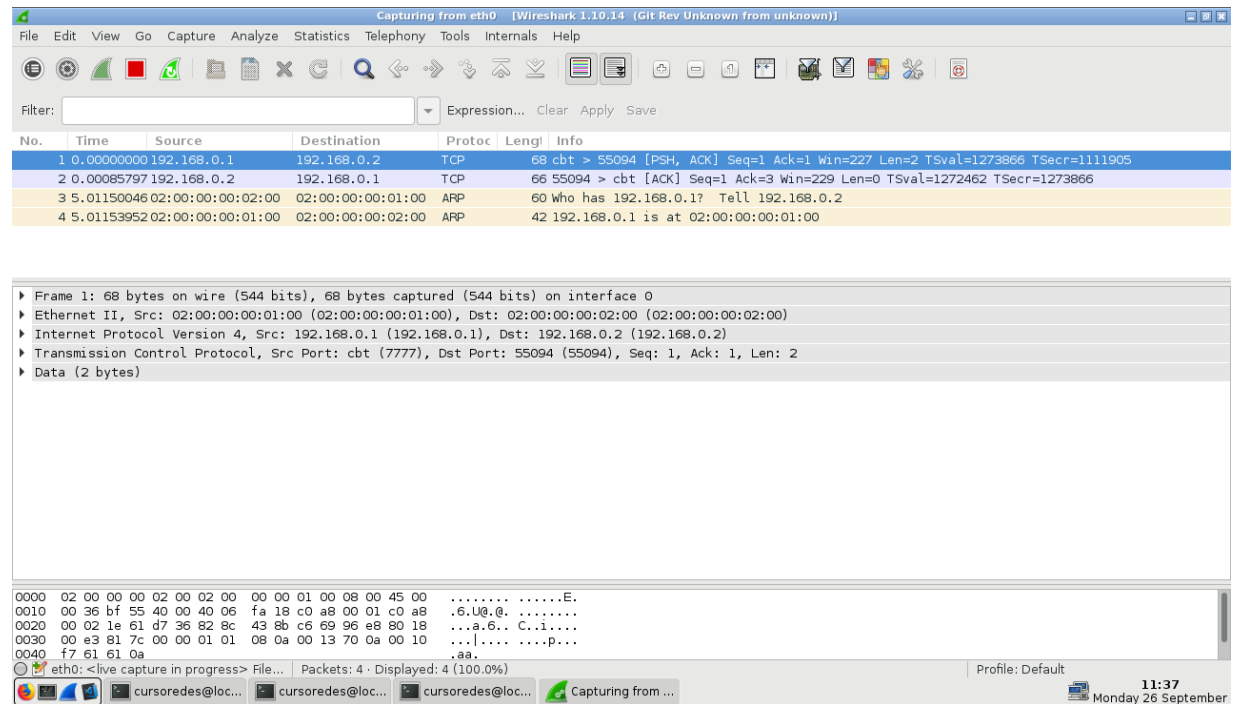 Capturing from eth0 [Wireshark 1.10.14 (Git Rev Unknown from unknown)]
File Edit View Go Capture Analyze Statistics Telephony Tools Internals Help
Filter: Expression... Clear Apply Save
No. Time Source Destination Protoc Lengt Info
1 0.00000000 192.168.0.1 192.168.0.2 TCP 68 cbt > 55094 [PSH, ACK] Seq=1 Ack=1 Win=227 Len=2 TSval=1273866 TSecr=1111905
2 0.00085797 192.168.0.2 192.168.0.1 TCP 66 55094 > cbt [ACK] Seq=1 Ack=3 Win=229 Len=0 TSval=1272462 TSecr=1273866
3 5.01150046 02:00:00:00:02:00 02:00:00:00:01:00 ARP 60 Who has 192.168.0.1? Tell 192.168.0.2
4 5.01153952 02:00:00:00:01:00 02:00:00:00:02:00 ARP 42 192.168.0.1 is at 02:00:00:00:01:00
Frame 1: 68 bytes on wire (544 bits), 68 bytes captured (544 bits) on interface 0
Ethernet II, Src: 02:00:00:00:01:00 (02:00:00:00:01:00), Dst: 02:00:00:00:02:00 (02:00:00:00:02:00)
Internet Protocol Version 4, Src: 192.168.0.1 (192.168.0.1), Dst: 192.168.0.2 (192.168.0.2)
Transmission Control Protocol, Src Port: cbt (7777), Dst Port: 55094 (55094), Seq: 1, Ack: 1, Len: 2
Data (2 bytes)
0000 02 00 00 00 02 00 02 00 00 00 01 00 08 00 45 00 ........ ......E.
0010 00 36 bf 55 40 00 40 06 fa 18 c0 a8 00 01 c0 a8 .6.U@.@. ........
0020 00 02 1e 61 d7 36 82 8c 43 8b c6 69 96 e8 80 18 ...a.6.. C..i....
0030 00 e3 81 7c 00 00 01 01 08 0a 00 13 70 0a 00 10 ...|.... ....p...
0040 f7 61 61 0a .aa.
eth0: <live capture in progress> File... Packets: 4 · Displayed: 4 (100.0%) Profile: Default
cursoredes@loc... cursoredes@loc... cursoredes@loc... Capturing from ... 11:37
Monday 26 September